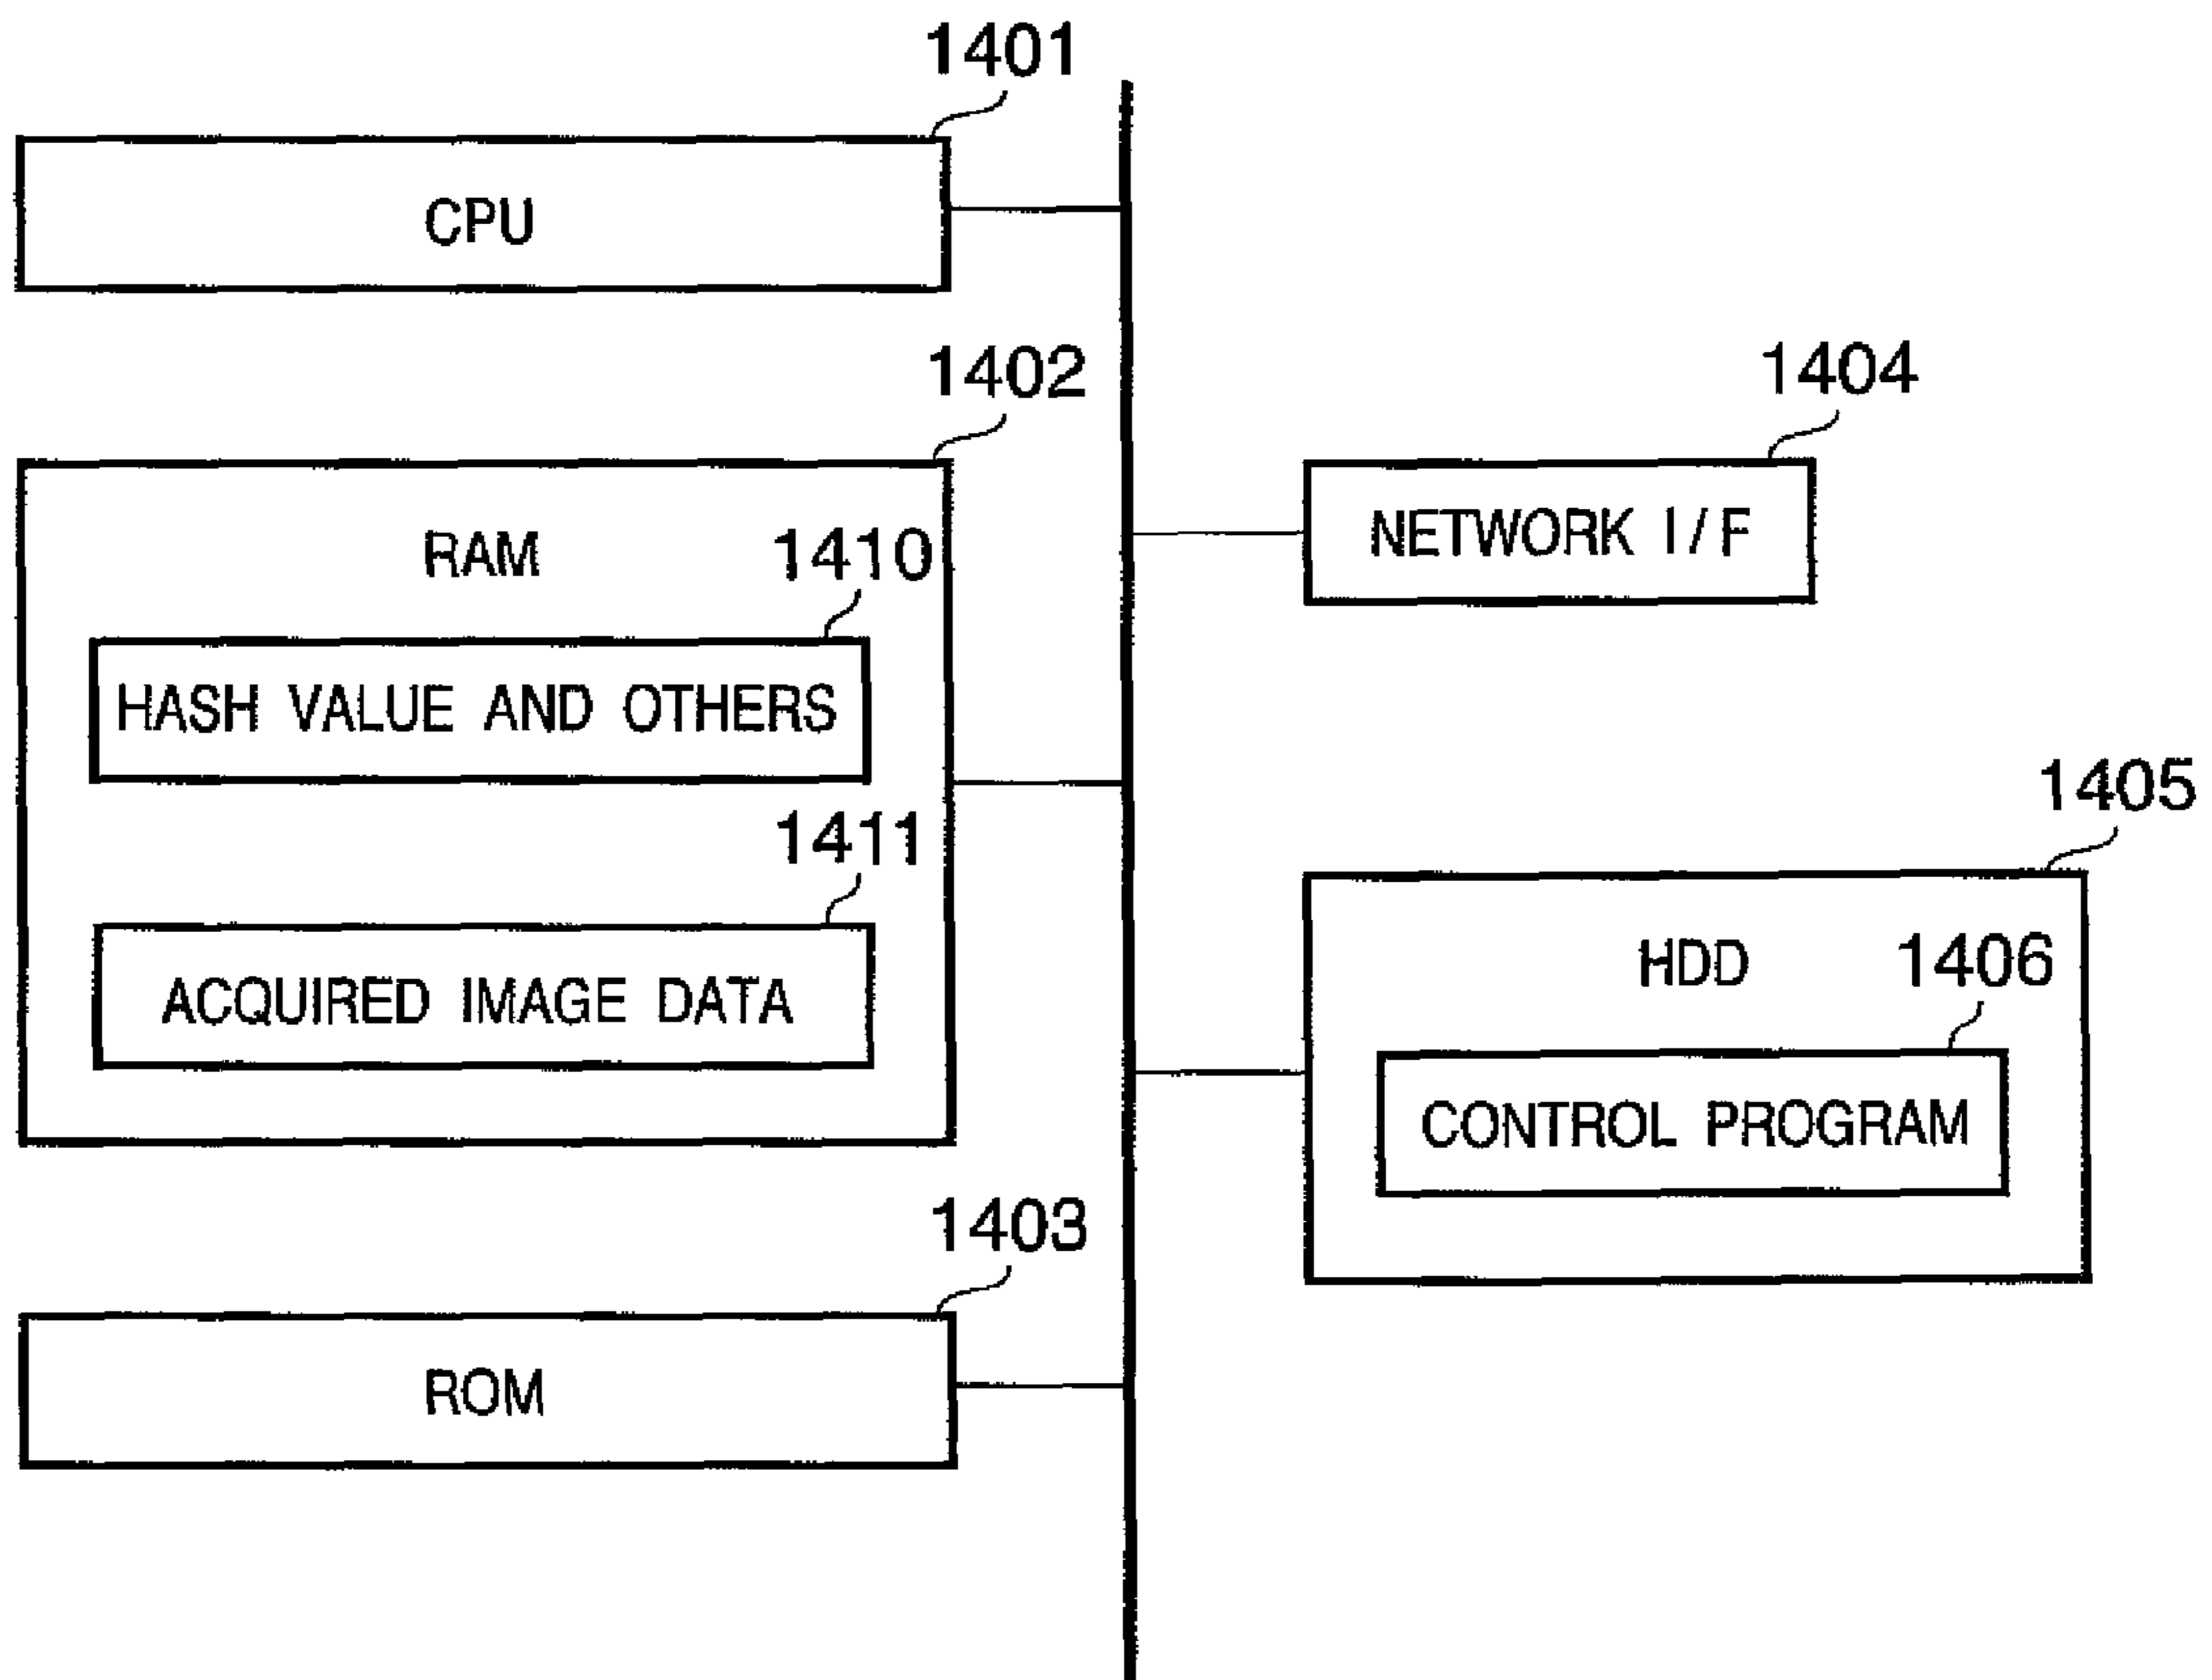 1401
CPU
1402
RAM
1410
HASH VALUE AND OTHERS
1411
ACQUIRED IMAGE DATA
1403
ROM
1404
NETWORK I/F
1405
HDD
1406
CONTROL PROGRAM